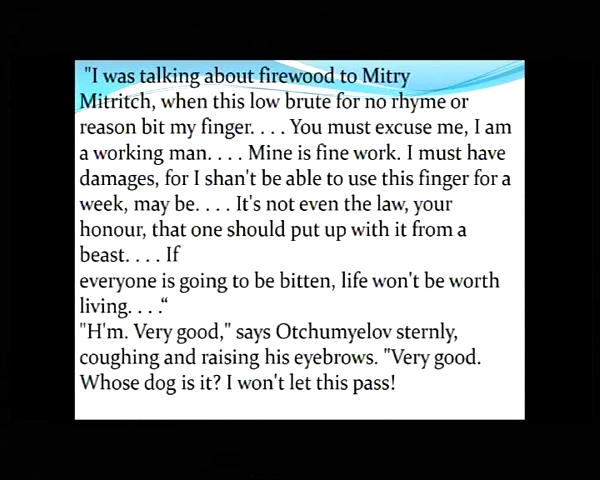 "I was talking about firewood to Mitry
Mitritch, when this low brute for no rhyme or
reason bit my finger. . . . You must excuse me, I am
a working man. . . . Mine is fine work. I must have
damages, for I shan't be able to use this finger for a
week, may be. . . . It's not even the law, your
honour, that one should put up with it from a
beast. . . . If
everyone is going to be bitten, life won't be worth
living. . . .“
"H'm. Very good," says Otchumyelov sternly,
coughing and raising his eyebrows. "Very good.
Whose dog is it? I won't let this pass!